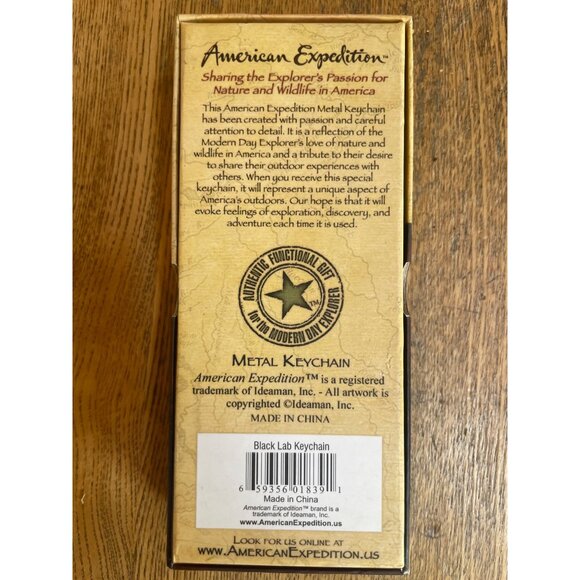 American Expedition™
Sharing the Explorer's Passion for
Nature and Wildlife in America
This American Expedition Metal Keychain
has been created with passion and careful
attention to detail. It is a reflection of the
Modern Day Explorer's love of nature and
wildlife in America and a tribute to their desire
to share their outdoor experiences with
others. When you receive this special
keychain, it will represent a unique aspect of
America's outdoors. Our hope is that it will
evoke feelings of exploration, discovery, and
adventure each time it is used.
AUTHENTIC FUNCTIONAL GIFT
for the MODERN DAY EXPLORER
TM
METAL KEYCHAIN
American Expedition™ is a registered
trademark of Ideaman, Inc. - All artwork is
copyrighted ©Ideaman, Inc.
MADE IN CHINA
Black Lab Keychain
6 59356 01839 1
Made in China
American Expedition™ brand is a
trademark of Ideaman, Inc.
www.AmericanExpedition.us
LOOK FOR US ONLINE AT
WWW.AMERICANEXPEDITION.US